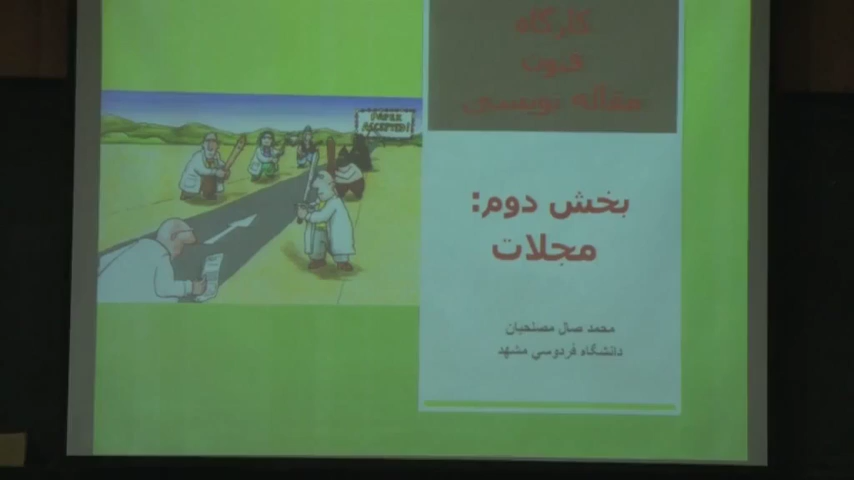 کارگاه
فنون
مقاله نویسی
بخش دوم:
مجلات
محمد صال مصلحیان
دانشگاه فردوسی مشهد
PAPER
ACCEPTED!